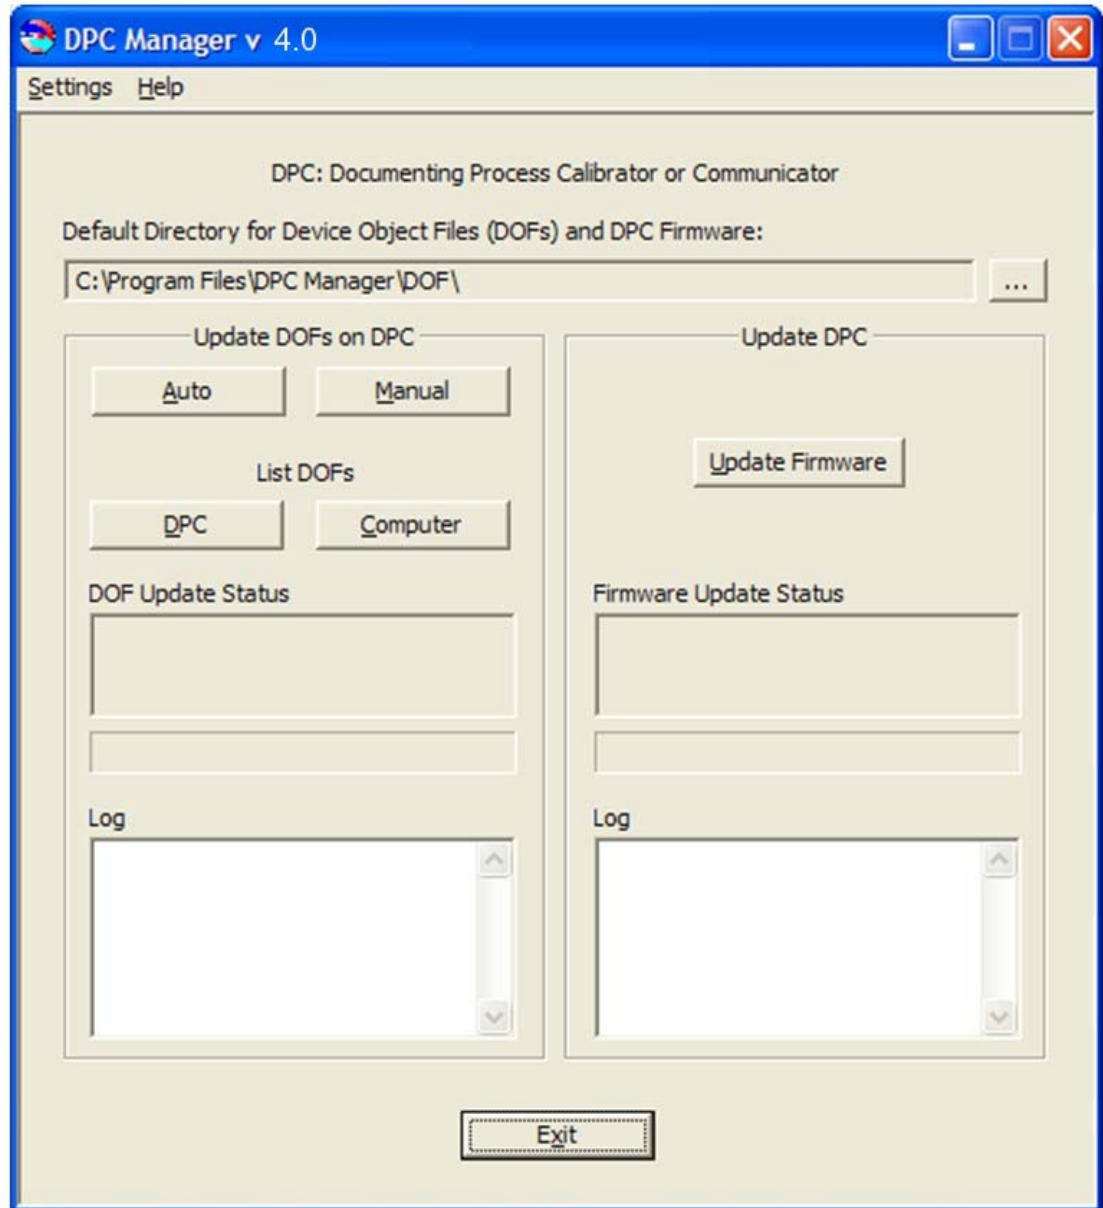 DPC Manager v 4.0
Settings Help
DPC: Documenting Process Calibrator or Communicator
Default Directory for Device Object Files (DOFs) and DPC Firmware:
C:\Program Files\DPC Manager\DOF\ ...
Update DOFs on DPC
Auto Manual
List DOFs
DPC Computer
DOF Update Status
Log
Update DPC
Update Firmware
Firmware Update Status
Log
Exit